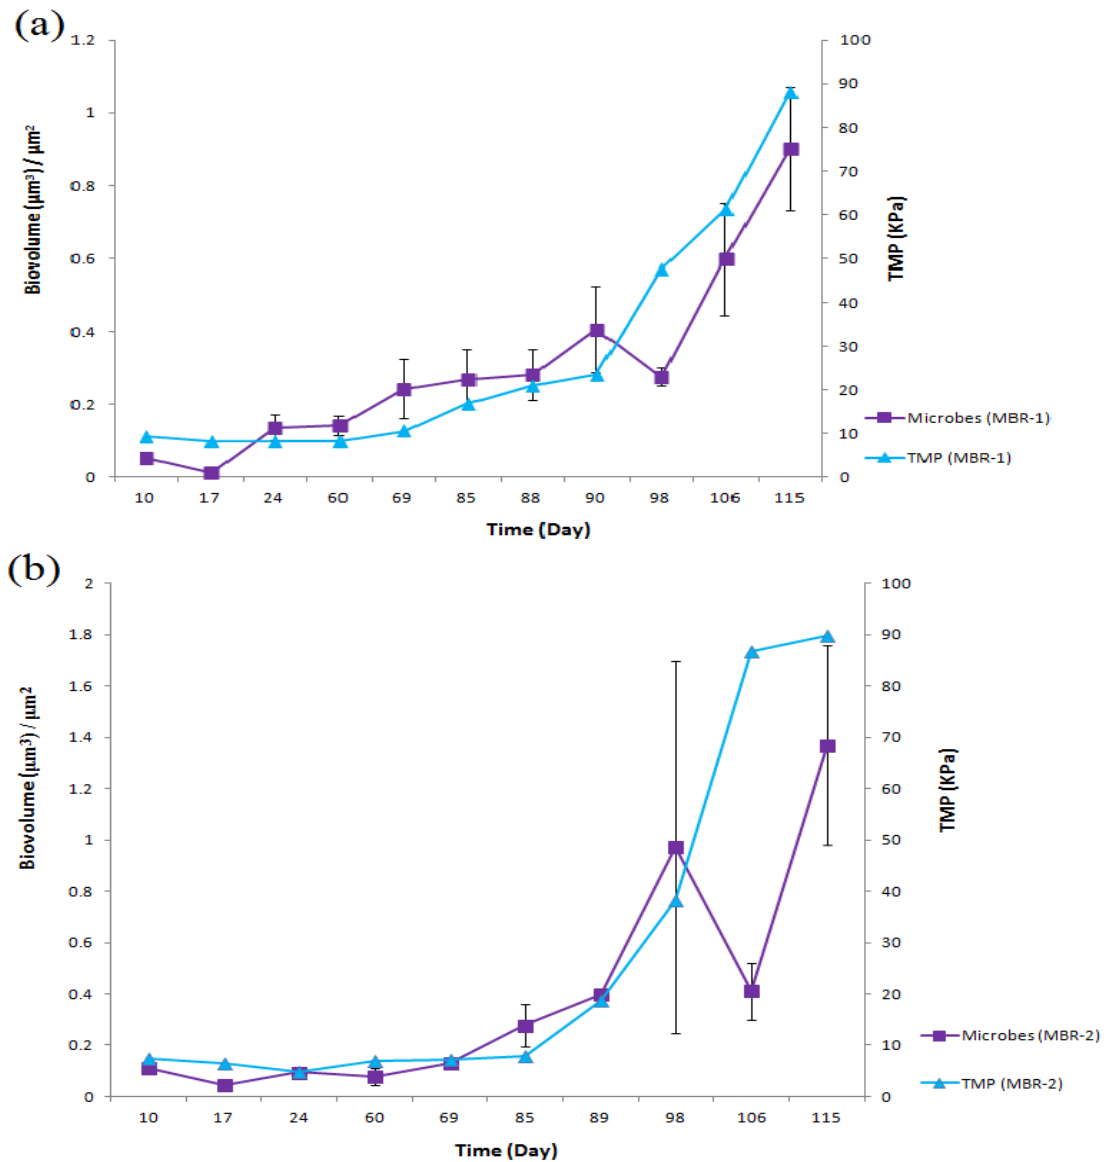 (a)
1.2
1
0.8
0.6
0.4
0.2
0
Biovolume (μm³) / μm²
100
90
80
70
60
50
40
30
20
10
0
TMP (KPa)
Microbes (MBR-1)
TMP (MBR-1)
10 17 24 60 69 85 88 90 98 106 115
Time (Day)
(b)
2
1.8
1.6
1.4
1.2
1
0.8
0.6
0.4
0.2
0
Biovolume (μm³) / μm²
100
90
80
70
60
50
40
30
20
10
0
TMP (KPa)
Microbes (MBR-2)
TMP (MBR-2)
10 17 24 60 69 85 89 98 106 115
Time (Day)